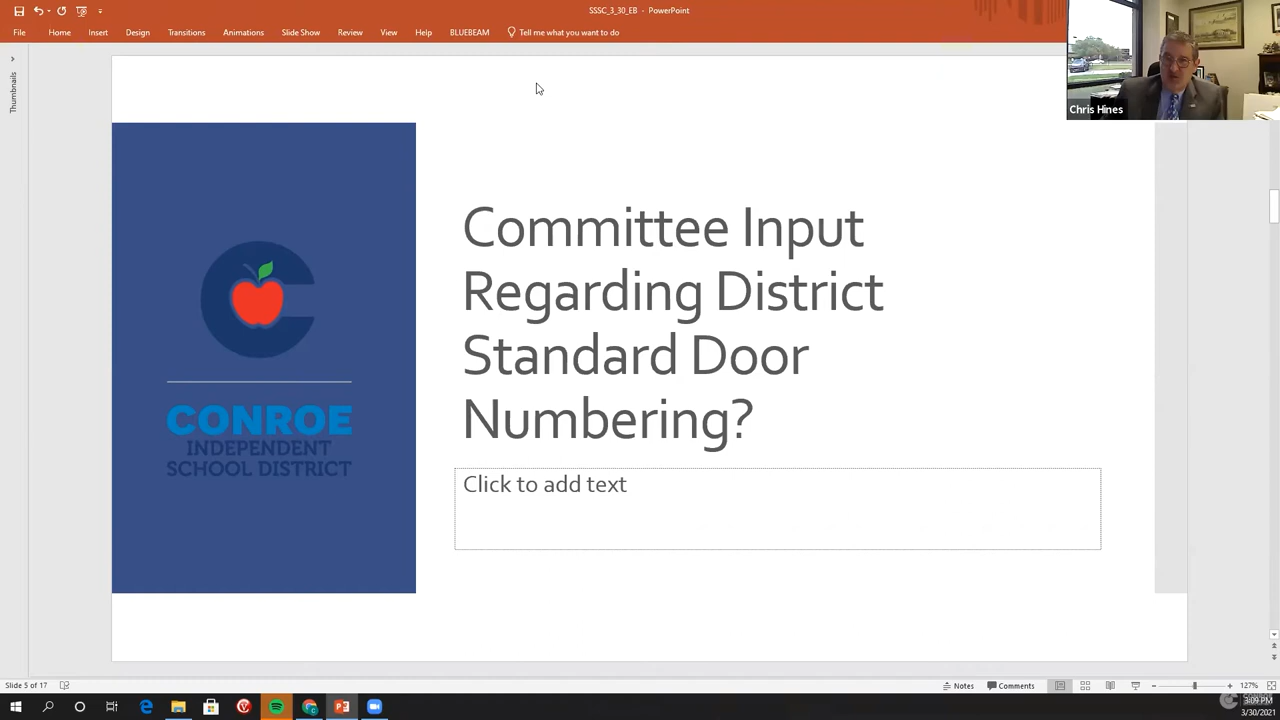 SSSC_3_30_EB - PowerPoint
File Home Insert Design Transitions Animations Slide Show Review View Help BLUEBEAM Tell me what you want to do
Thumbnails
Chris Hines
Committee Input
Regarding District
Standard Door
Numbering?
Click to add text
CONROE
INDEPENDENT
SCHOOL DISTRICT
Slide 5 of 17
Notes Comments 127%
3:09 PM
3/30/2021